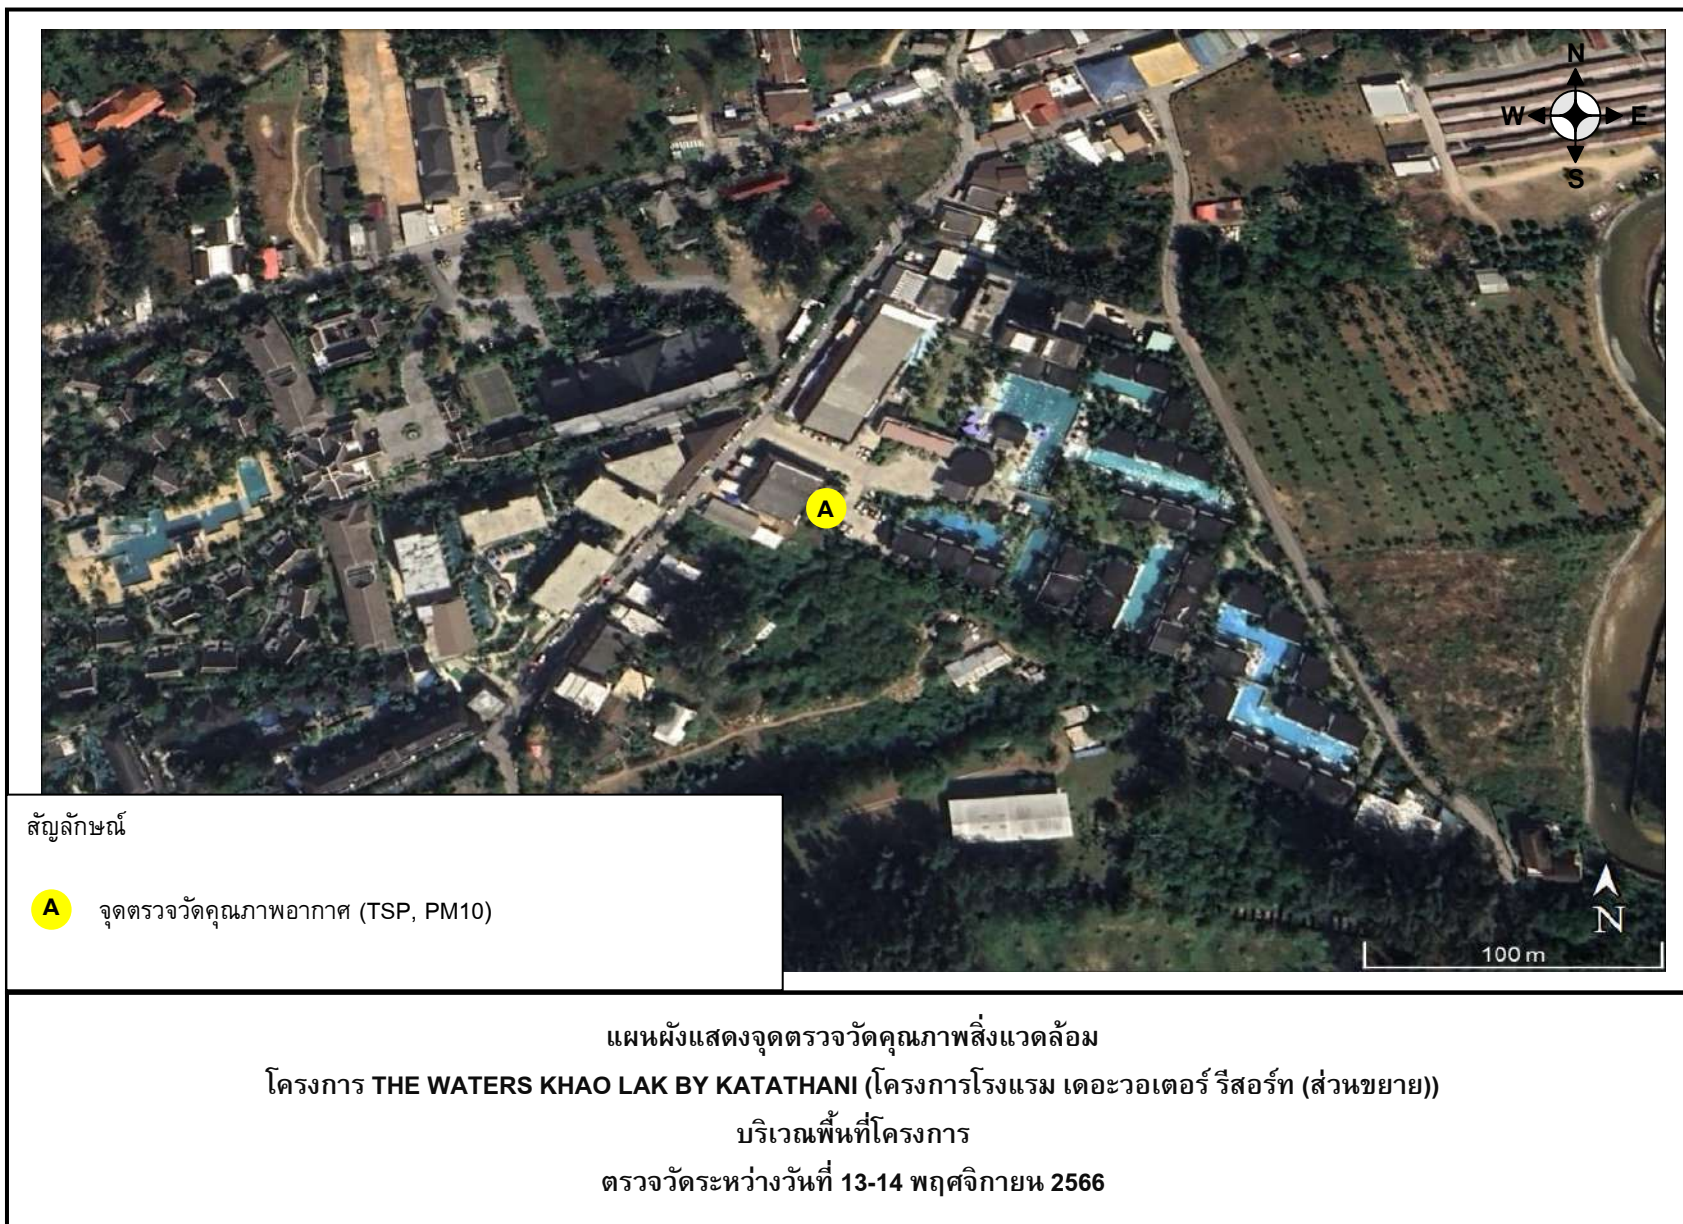 N
W E
S
A
N
100 m
สัญลักษณ์
A จุดตรวจวัดคุณภาพอากาศ (TSP, PM10)
แผนผังแสดงจุดตรวจวัดคุณภาพสิ่งแวดล้อม
โครงการ THE WATERS KHAO LAK BY KATATHANI (โครงการโรงแรม เดอะวอเตอร์ รีสอร์ท (ส่วนขยาย))
บริเวณพื้นที่โครงการ
ตรวจวัดระหว่างวันที่ 13-14 พฤศจิกายน 2566